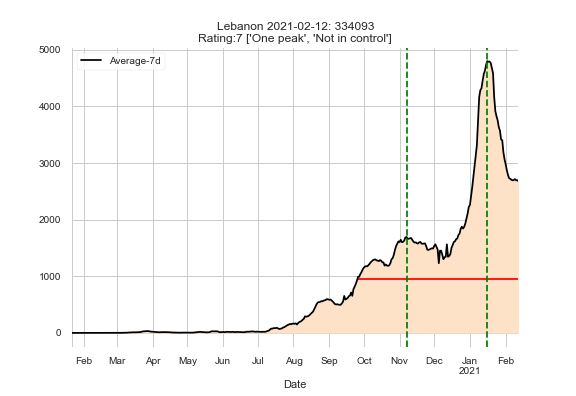 Lebanon 2021-02-12: 334093
Rating:7 ['One peak', 'Not in control']
Average-7d
5000
4000
3000
2000
1000
0
Feb Mar Apr May Jun Jul Aug Sep Oct Nov Dec Jan Feb
2021
Date